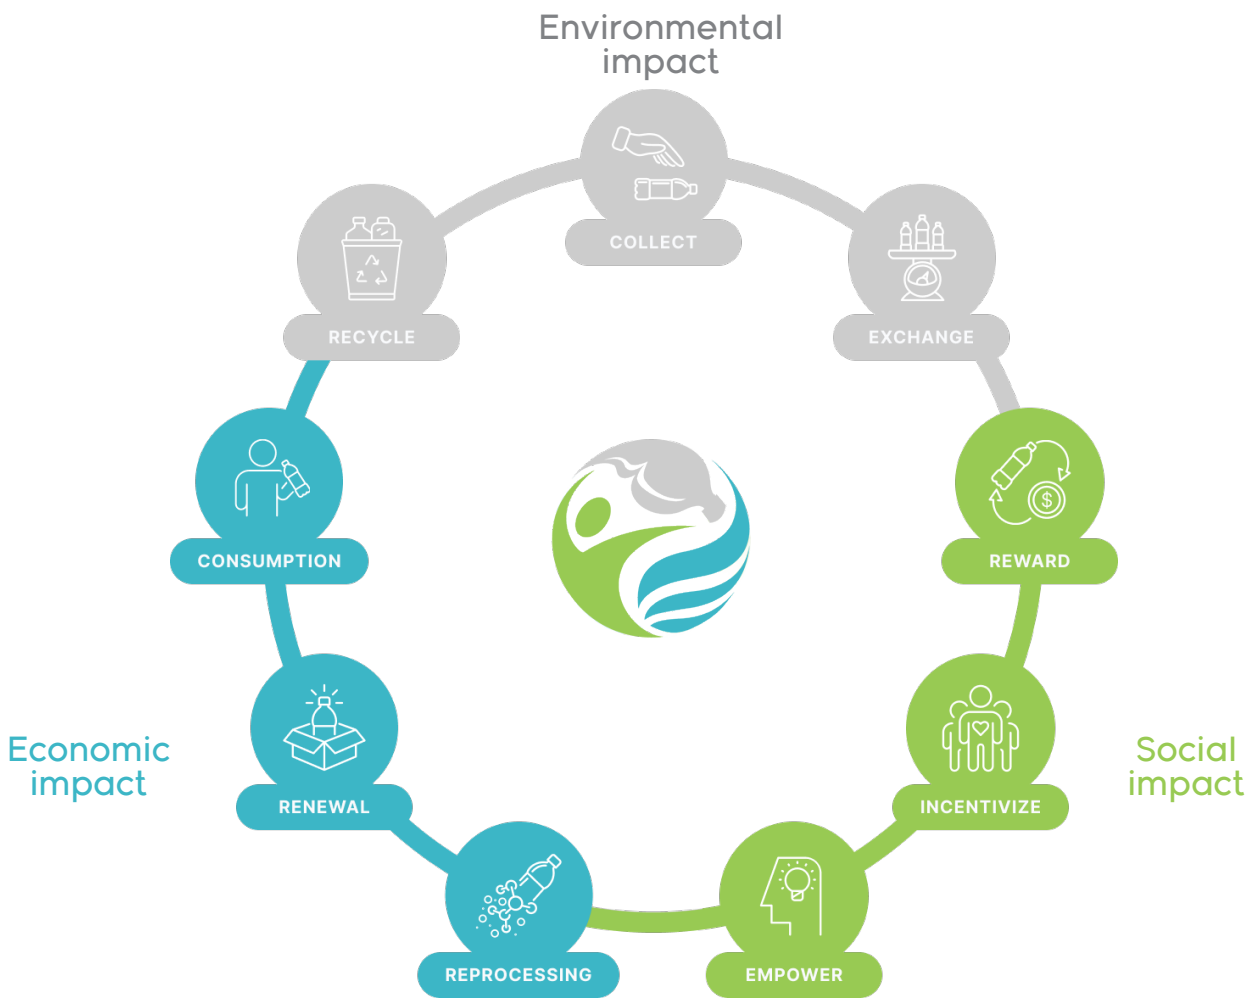 Environmental
impact
COLLECT
RECYCLE
EXCHANGE
CONSUMPTION
$
REWARD
Economic
impact
RENEWAL
INCENTIVIZE
Social
impact
REPROCESSING
EMPOWER